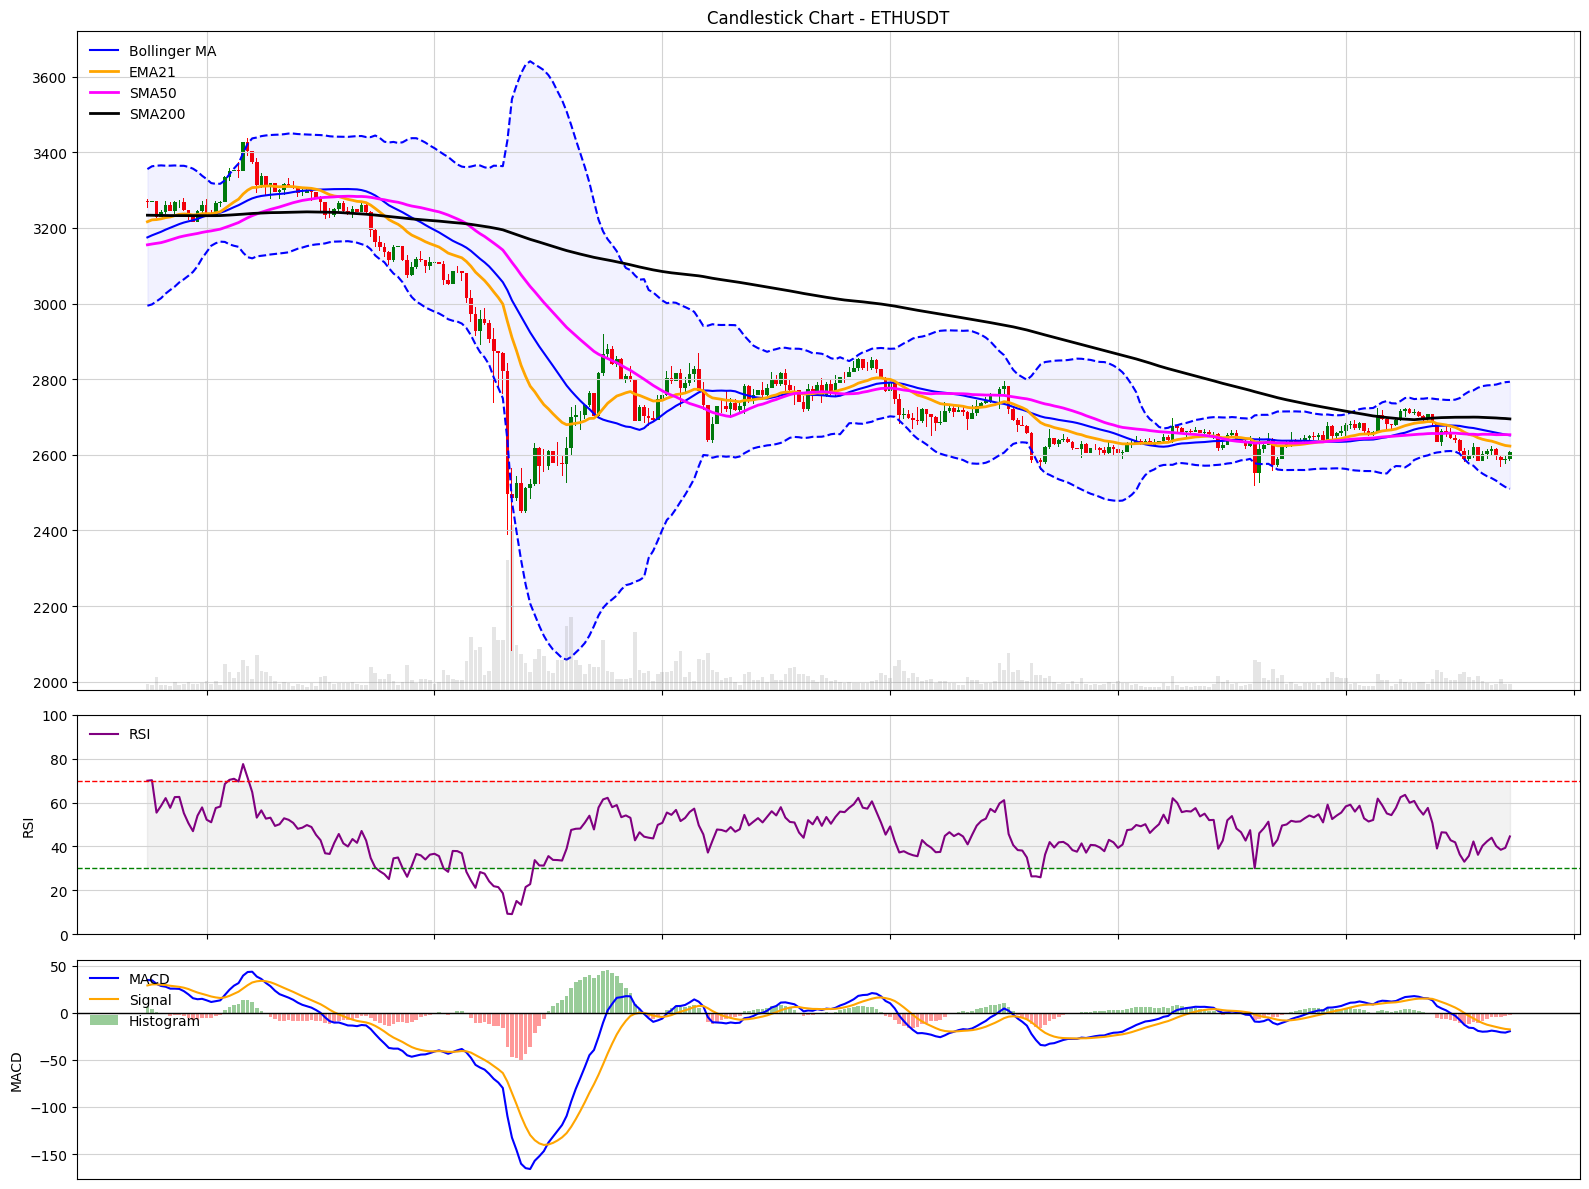 Candlestick Chart - ETHUSDT
Bollinger MA
EMA21
SMA50
SMA200
3600
3400
3200
3000
2800
2600
2400
2200
2000
RSI
RSI
100
80
60
40
20
0
MACD
Signal
Histogram
MACD
50
0
−50
−100
−150